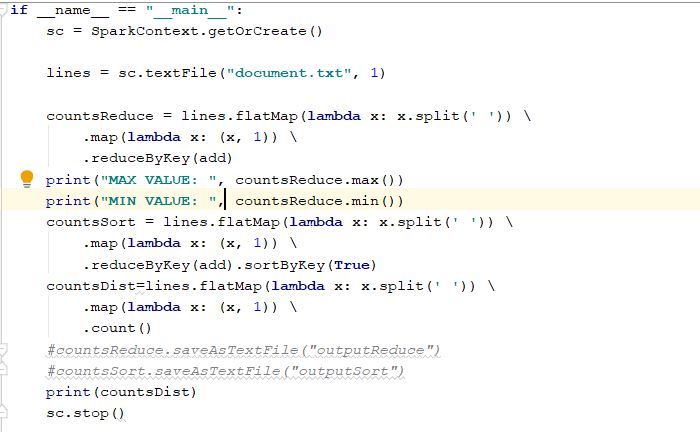 if __name__ == "__main__":
    sc = SparkContext.getOrCreate()

    lines = sc.textFile("document.txt", 1)

    countsReduce = lines.flatMap(lambda x: x.split(' ')) \
        .map(lambda x: (x, 1)) \
        .reduceByKey(add)
    print("MAX VALUE: ", countsReduce.max())
    print("MIN VALUE: ", countsReduce.min())
    countsSort = lines.flatMap(lambda x: x.split(' ')) \
        .map(lambda x: (x, 1)) \
        .reduceByKey(add).sortByKey(True)
    countsDist=lines.flatMap(lambda x: x.split(' ')) \
        .map(lambda x: (x, 1)) \
        .count()
    #countsReduce.saveAsTextFile("outputReduce")
    #countsSort.saveAsTextFile("outputSort")
    print(countsDist)
    sc.stop()